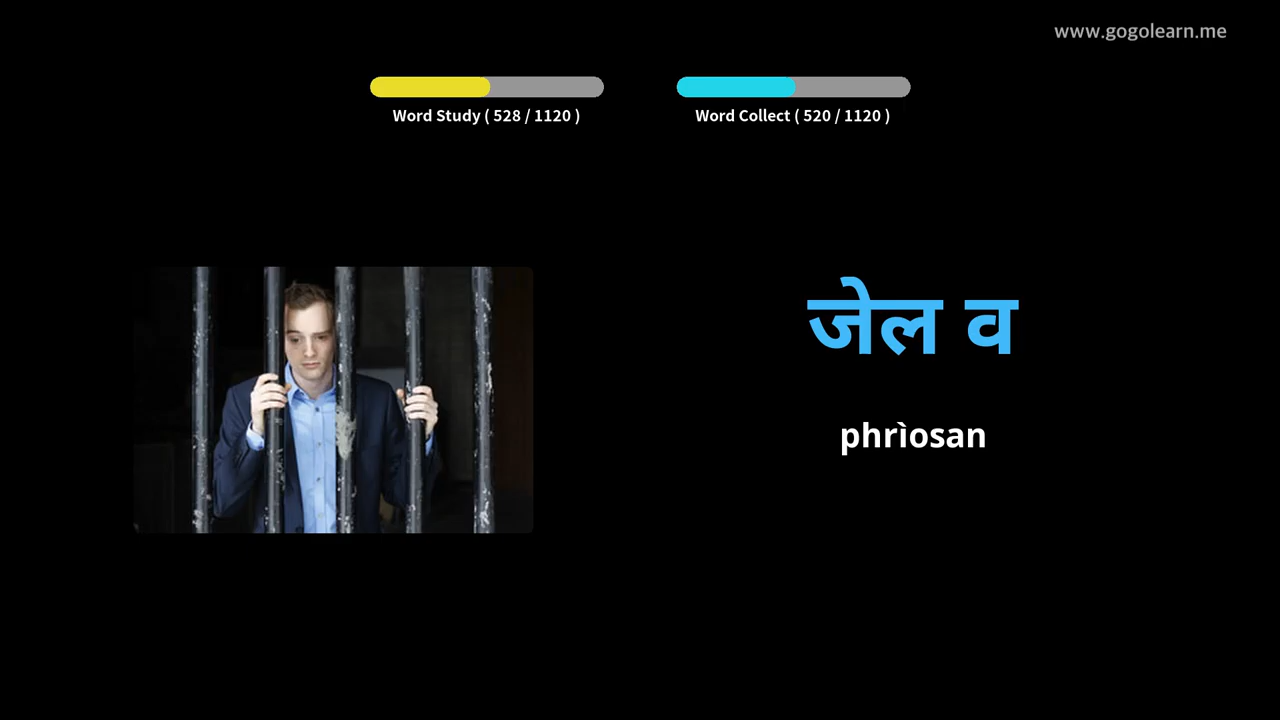 www.gogolearn.me
Word Study ( 528 / 1120 )
Word Collect ( 520 / 1120 )
जेल व
phrìosan